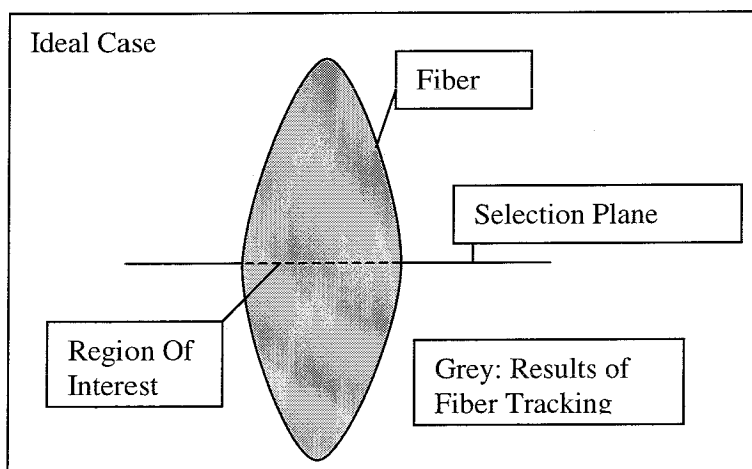 Ideal Case
Fiber
Selection Plane
Region Of
Interest
Grey: Results of
Fiber Tracking